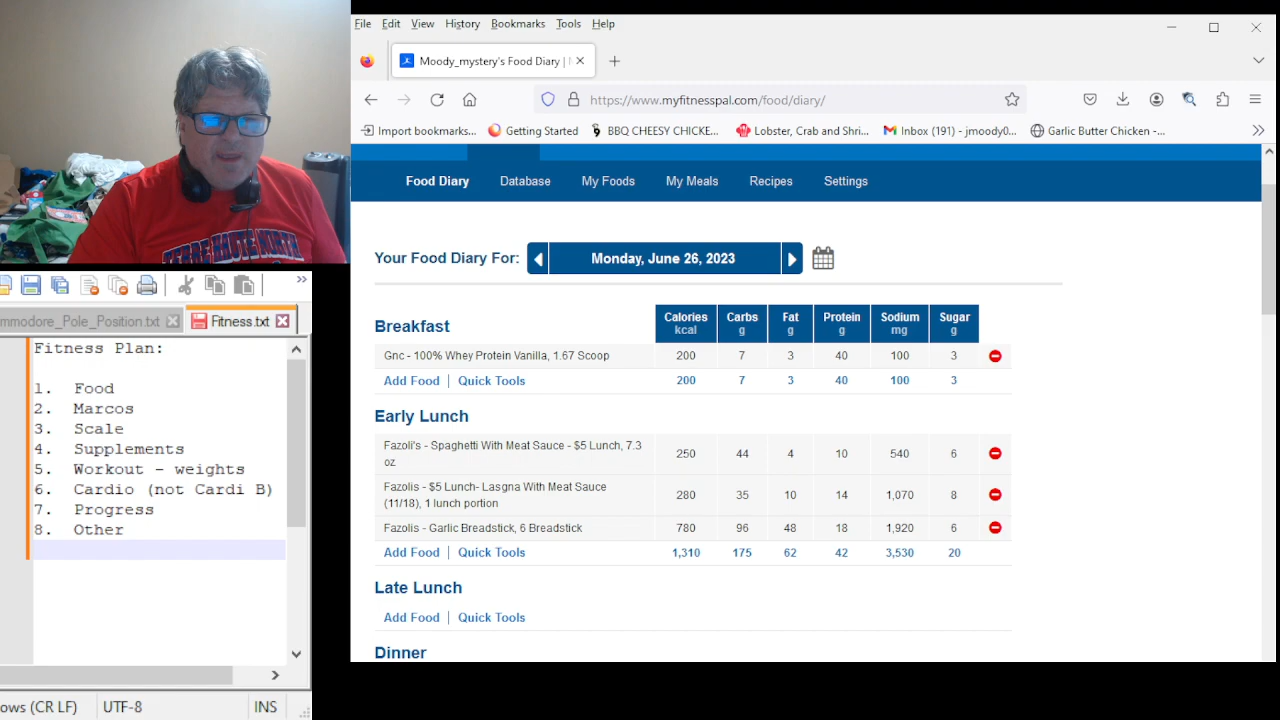 File Edit View History Bookmarks Tools Help
Moody_mystery's Food Diary |
https://www.myfitnesspal.com/food/diary/
Import bookmarks... Getting Started BBQ CHEESY CHICKE... Lobster, Crab and Shri... Inbox (191) - jmoody0... Garlic Butter Chicken -...
Food Diary Database My Foods My Meals Recipes Settings
Your Food Diary For: Monday, June 26, 2023
Breakfast Calories Carbs Fat Protein Sodium Sugar
kcal g g g mg g
Gnc - 100% Whey Protein Vanilla, 1.67 Scoop 200 7 3 40 100 3
Add Food | Quick Tools 200 7 3 40 100 3
Early Lunch
Fazoli's - Spaghetti With Meat Sauce - $5 Lunch, 7.3
oz 250 44 4 10 540 6
Fazolis - $5 Lunch- Lasgna With Meat Sauce
(11/18), 1 lunch portion 280 35 10 14 1,070 8
Fazolis - Garlic Breadstick, 6 Breadstick 780 96 48 18 1,920 6
Add Food | Quick Tools 1,310 175 62 42 3,530 20
Late Lunch
Add Food | Quick Tools
Dinner
TERRE HAUTE NORTH
mmodore_Pole_Position.txt Fitness.txt
Fitness Plan:
1. Food
2. Marcos
3. Scale
4. Supplements
5. Workout - weights
6. Cardio (not Cardi B)
7. Progress
8. Other
ows (CR LF) UTF-8 INS